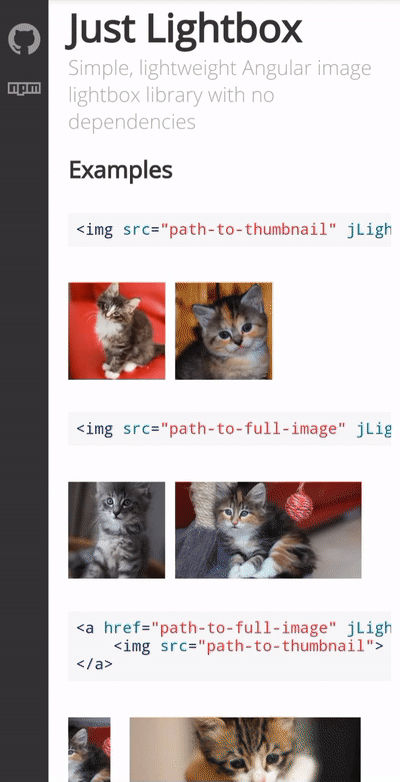 npm
Just Lightbox
Simple, lightweight Angular image
lightbox library with no
dependencies
Examples
<img src="path-to-thumbnail" jLigh
<img src="path-to-full-image" jLig
<a href="path-to-full-image" jLigh
<img src="path-to-thumbnail">
</a>